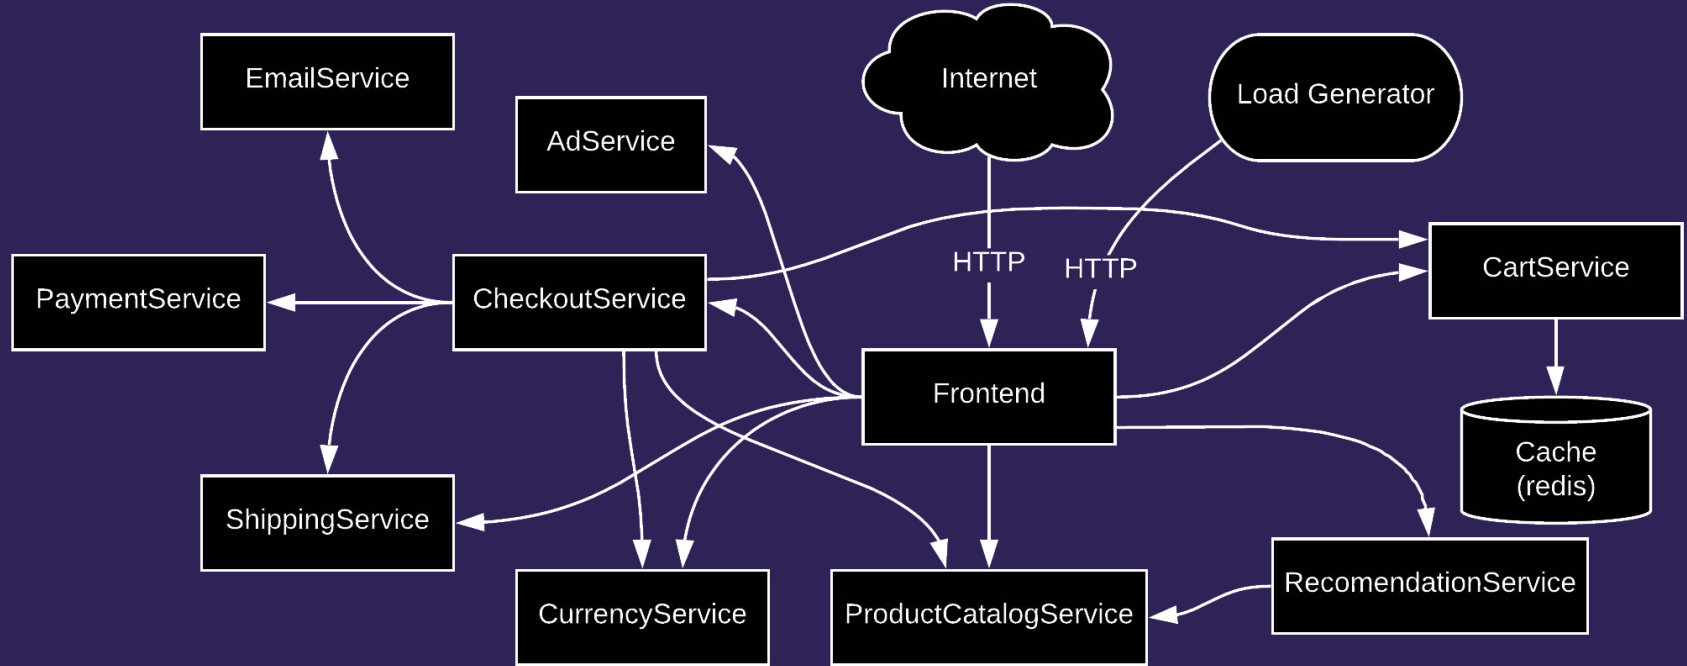 EmailService
Internet
Load Generator
AdService
HTTP
HTTP
CartService
PaymentService
CheckoutService
Frontend
Cache
(redis)
ShippingService
RecomendationService
CurrencyService
ProductCatalogService